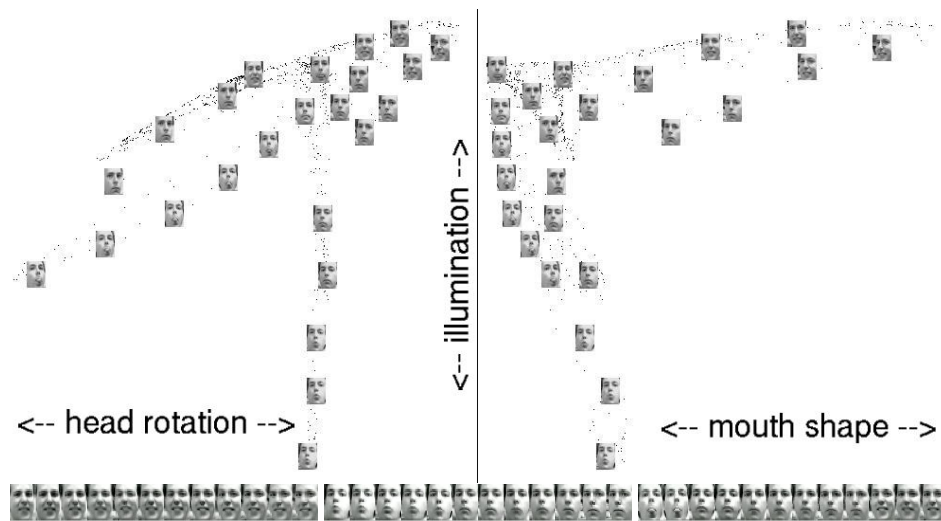 <-- illumination -->
<-- head rotation -->
<-- mouth shape -->